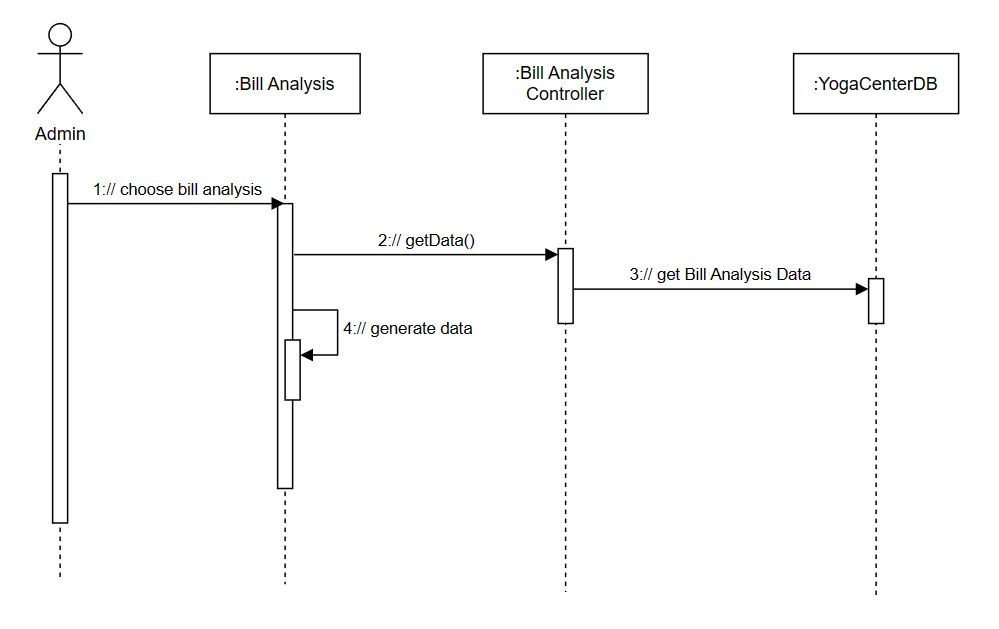 Admin
:Bill Analysis
:Bill Analysis
Controller
:YogaCenterDB
1:// choose bill analysis
2:// getData()
3:// get Bill Analysis Data
4:// generate data